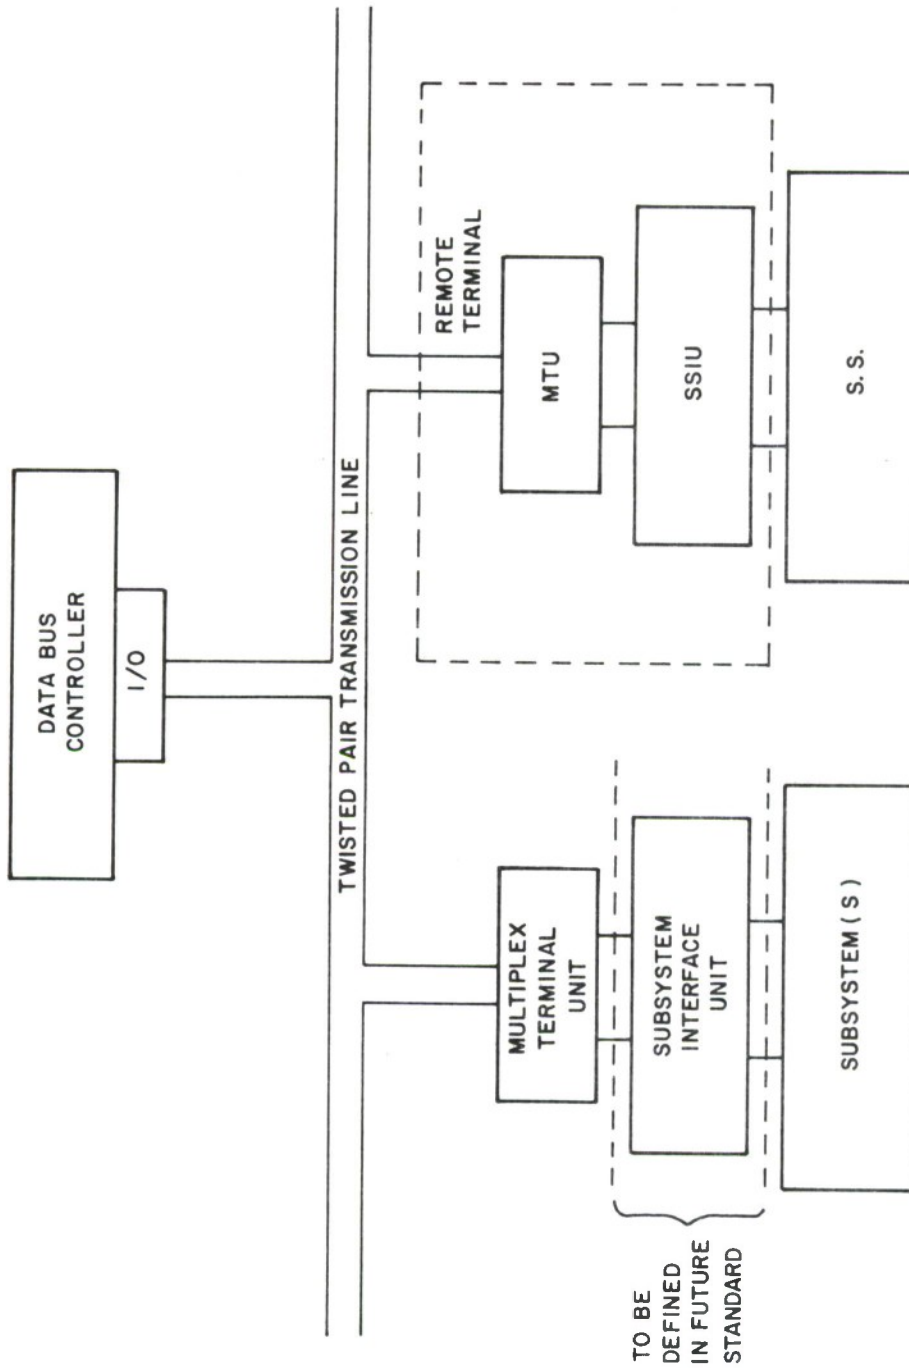 DATA BUS
CONTROLLER
I/O
TWISTED PAIR TRANSMISSION LINE
MULTIPLEX
TERMINAL
UNIT
SUBSYSTEM
INTERFACE
UNIT
SUBSYSTEM(S)
TO BE
DEFINED
IN FUTURE
STANDARD
REMOTE
TERMINAL
MTU
SSIU
S.S.